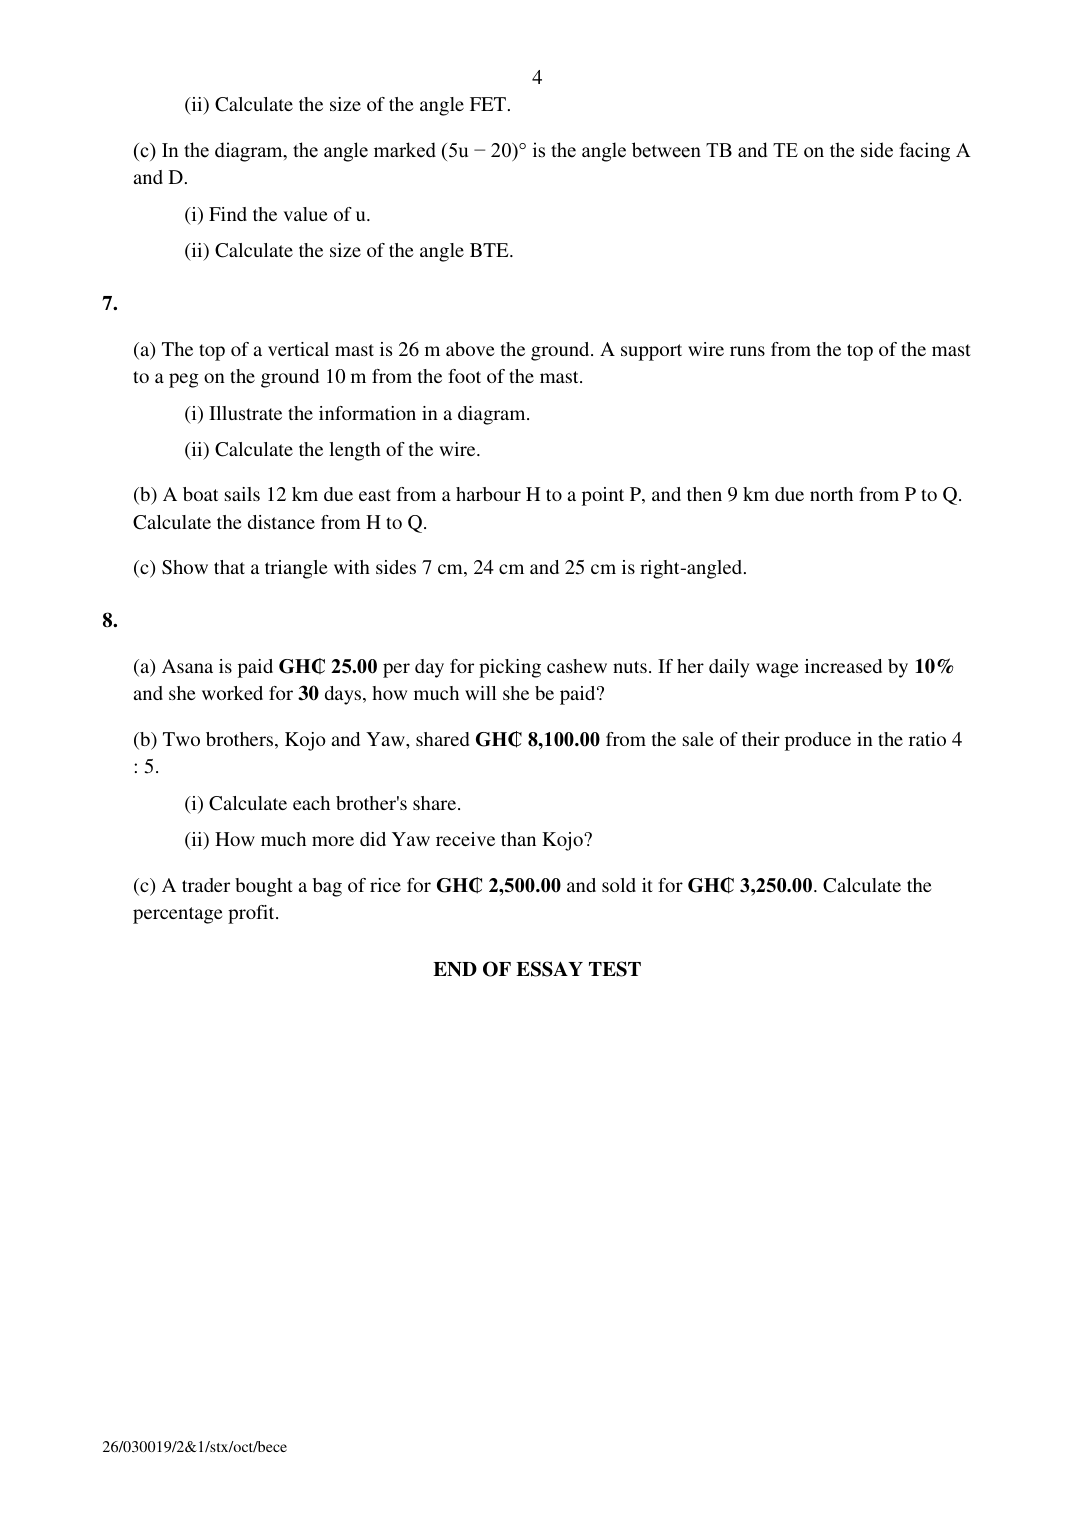 4
(ii) Calculate the size of the angle FET.
(c) In the diagram, the angle marked (5u − 20)° is the angle between TB and TE on the side facing A
and D.
(i) Find the value of u.
(ii) Calculate the size of the angle BTE.
7.
(a) The top of a vertical mast is 26 m above the ground. A support wire runs from the top of the mast
to a peg on the ground 10 m from the foot of the mast.
(i) Illustrate the information in a diagram.
(ii) Calculate the length of the wire.
(b) A boat sails 12 km due east from a harbour H to a point P, and then 9 km due north from P to Q.
Calculate the distance from H to Q.
(c) Show that a triangle with sides 7 cm, 24 cm and 25 cm is right-angled.
8.
(a) Asana is paid GH₵ 25.00 per day for picking cashew nuts. If her daily wage increased by 10%
and she worked for 30 days, how much will she be paid?
(b) Two brothers, Kojo and Yaw, shared GH₵ 8,100.00 from the sale of their produce in the ratio 4
: 5.
(i) Calculate each brother's share.
(ii) How much more did Yaw receive than Kojo?
(c) A trader bought a bag of rice for GH₵ 2,500.00 and sold it for GH₵ 3,250.00. Calculate the
percentage profit.
END OF ESSAY TEST
26/030019/2&1/stx/oct/bece